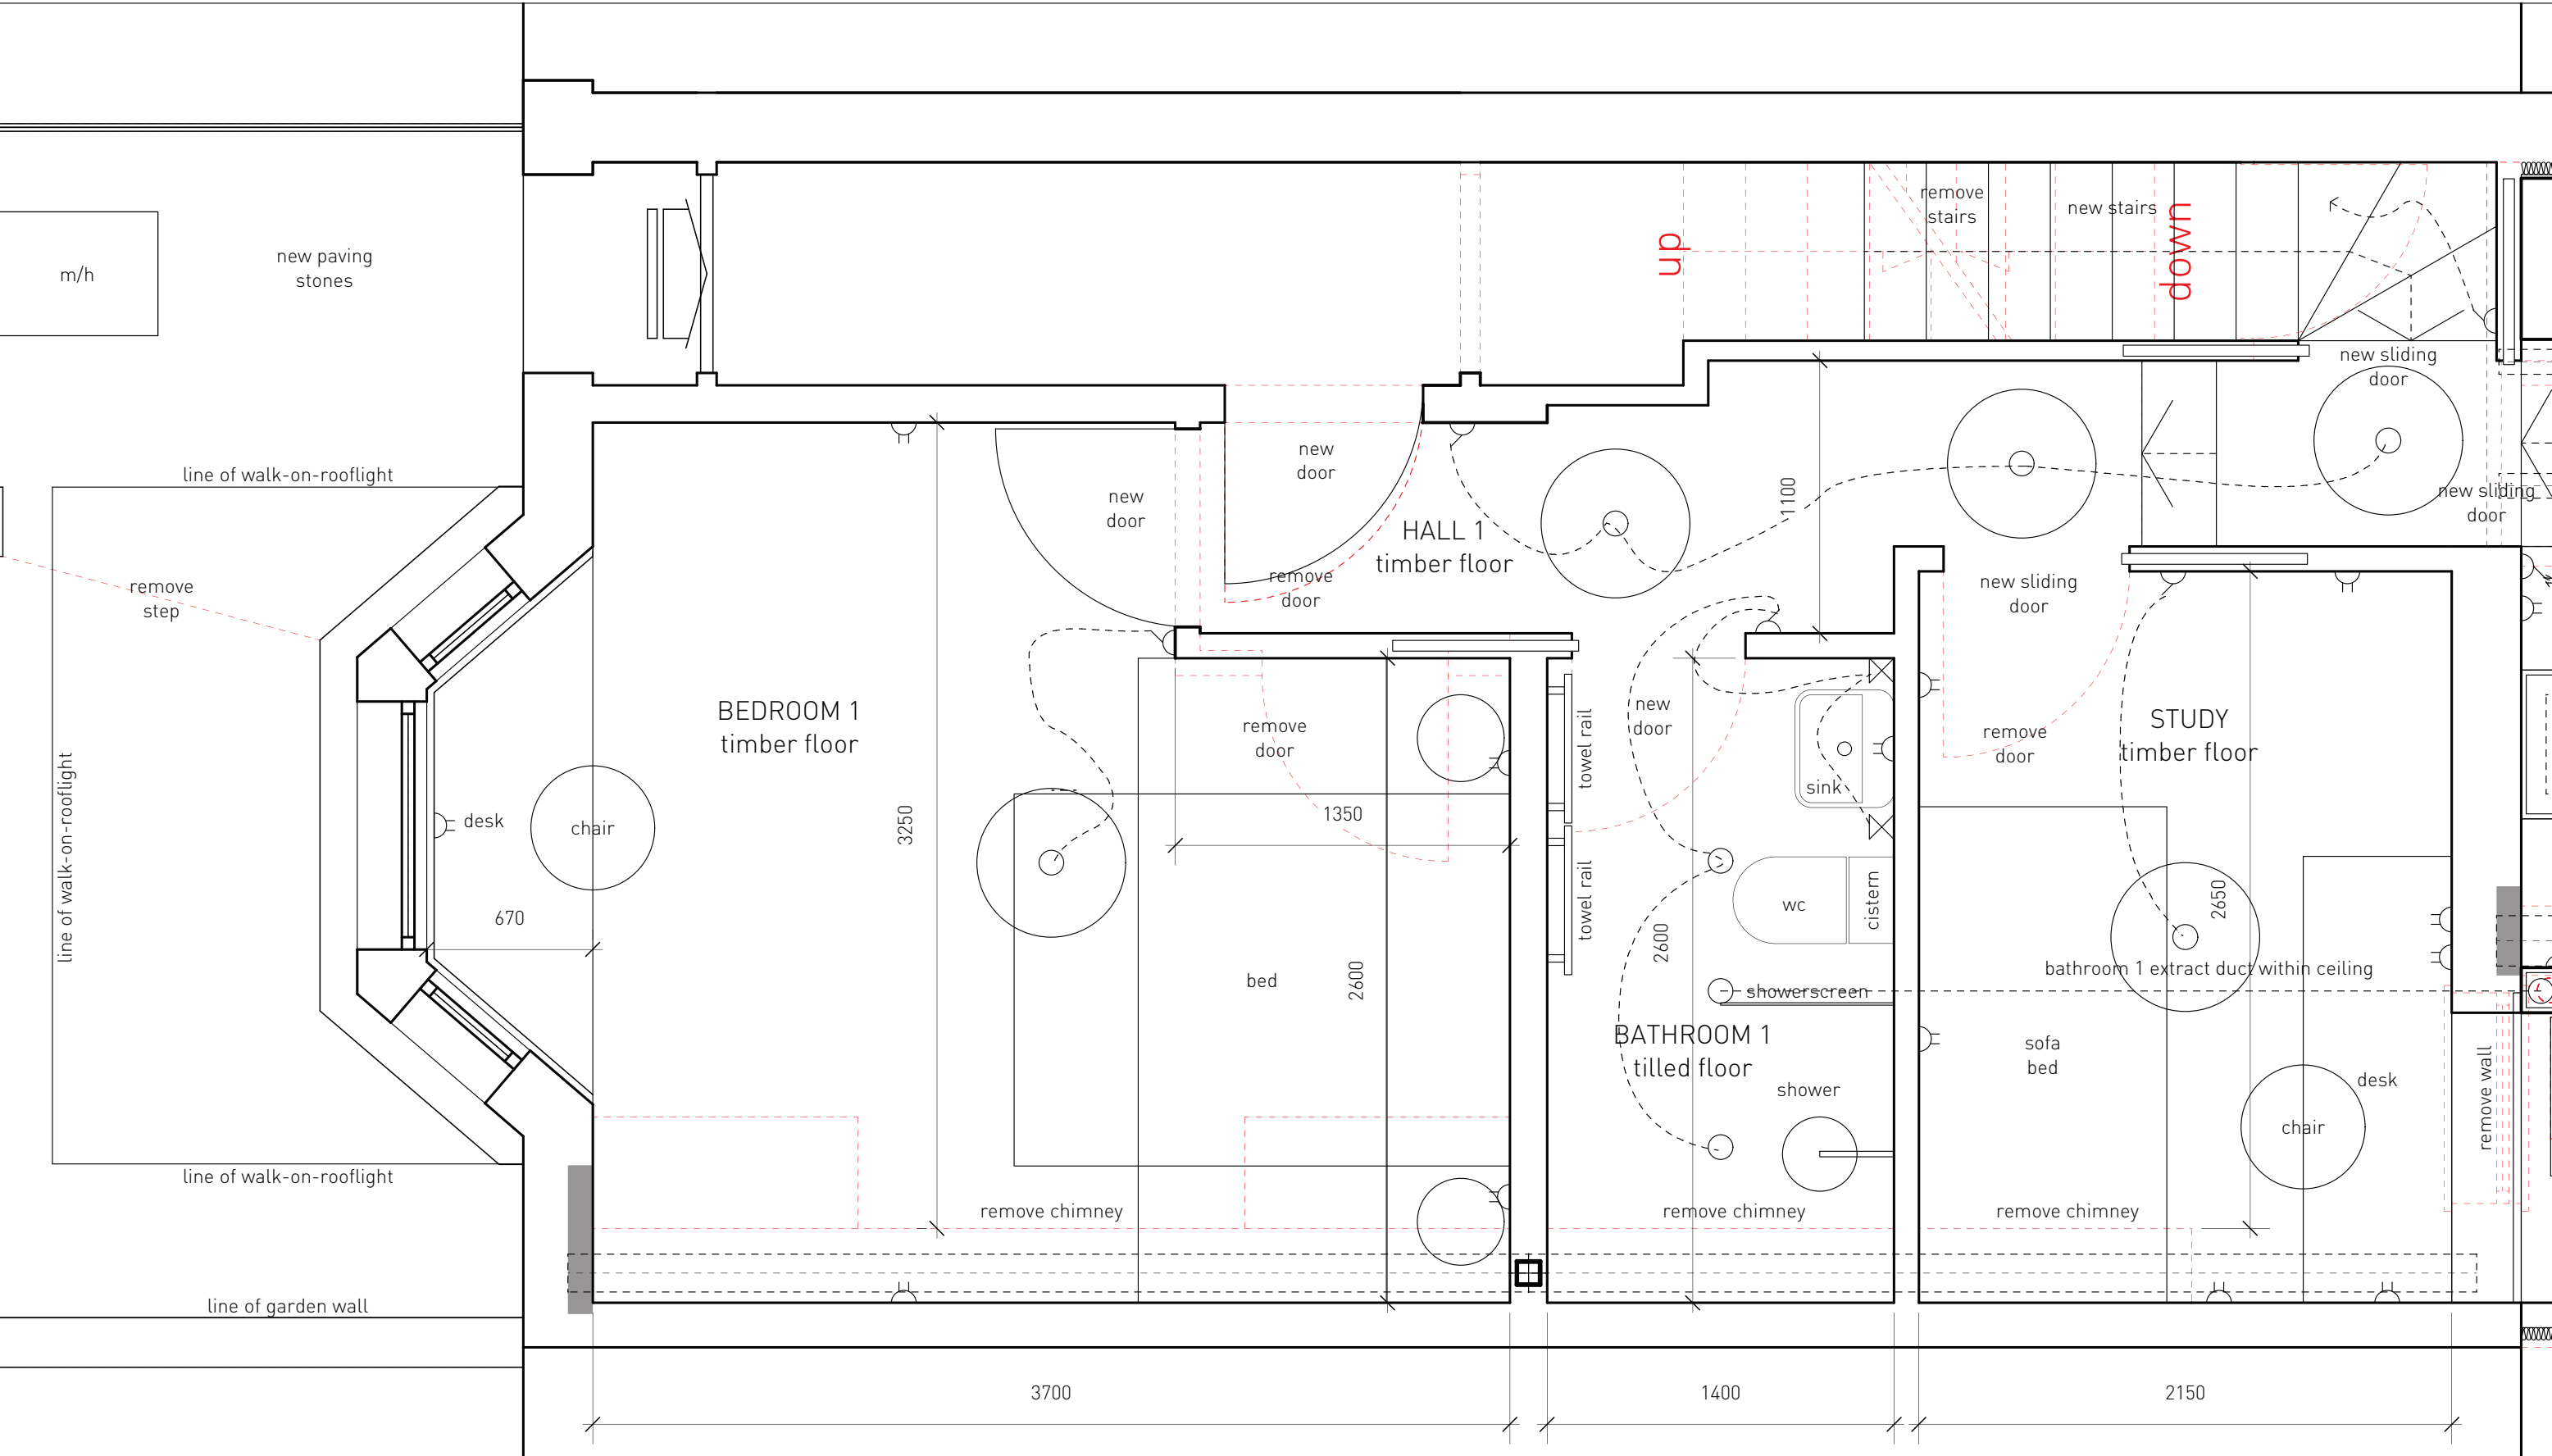 remove
stairs
new stairs
up
down
m/h
new paving
stones
new sliding
door
line of walk-on-rooflight
new
door
new
door
HALL 1
timber floor
1100
new sliding
door
remove
step
remove
door
new sliding
door
BEDROOM 1
timber floor
remove
door
towel rail
new
door
remove
door
STUDY
timber floor
line of walk-on-rooflight
desk
chair
3250
1350
sink
670
towel rail
wc
cistern
2650
2600
bed
2600
bathroom 1 extract duct within ceiling
showerscreen
BATHROOM 1
tilled floor
sofa
bed
shower
desk
chair
remove wall
line of walk-on-rooflight
remove chimney
remove chimney
remove chimney
line of garden wall
3700
1400
2150